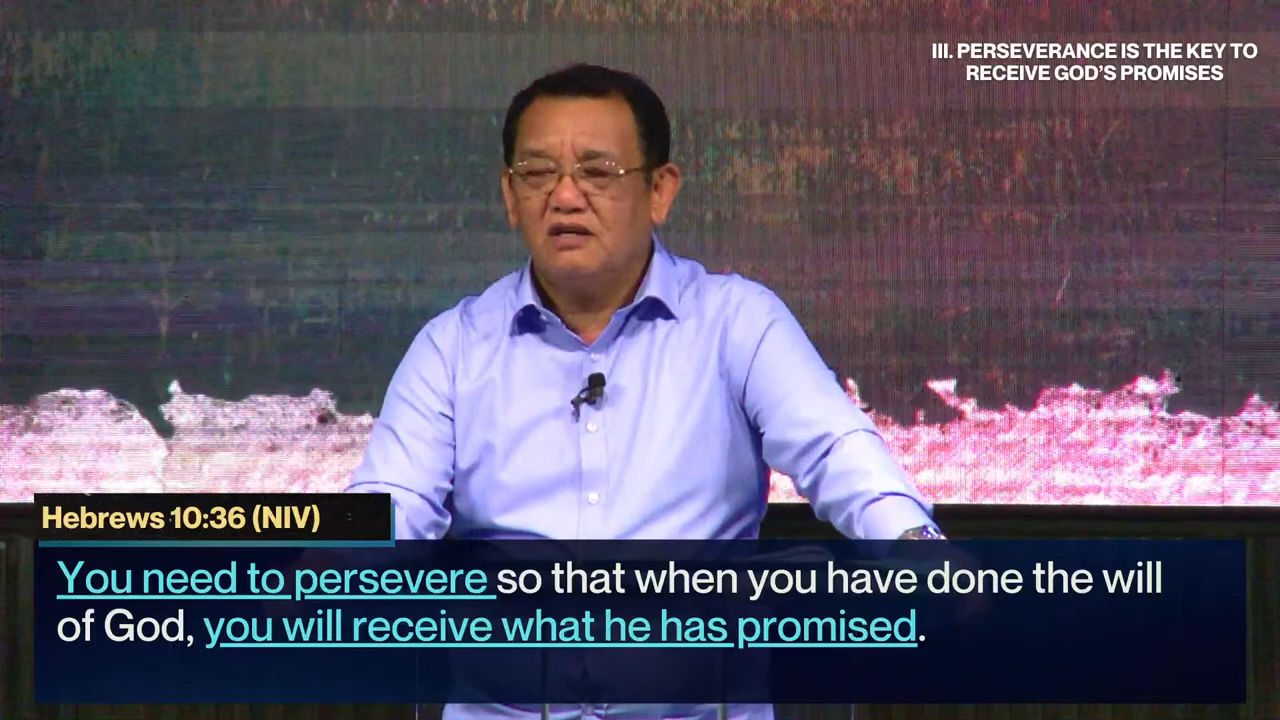 III. PERSEVERANCE IS THE KEY TO
RECEIVE GOD'S PROMISES
Hebrews 10:36 (NIV)
You need to persevere so that when you have done the will
of God, you will receive what he has promised.